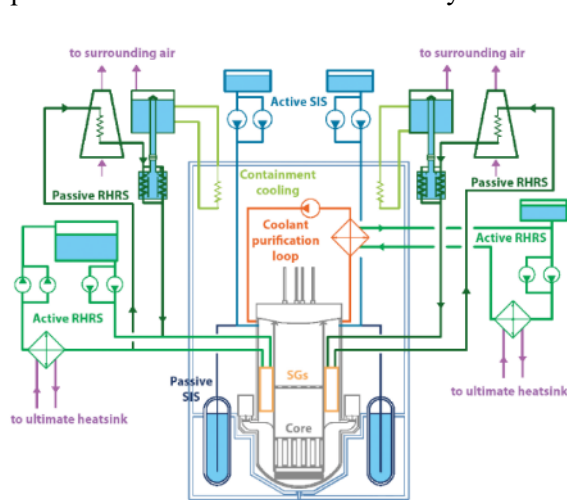 to surrounding air
to surrounding air
Active SIS
Containment
cooling
Passive RHRS
Passive RHRS
Coolant
purification
loop
Active RHRS
Active RHRS
SGs
Passive
SIS
to ultimate heatsink
to ultimate heatsink
Core